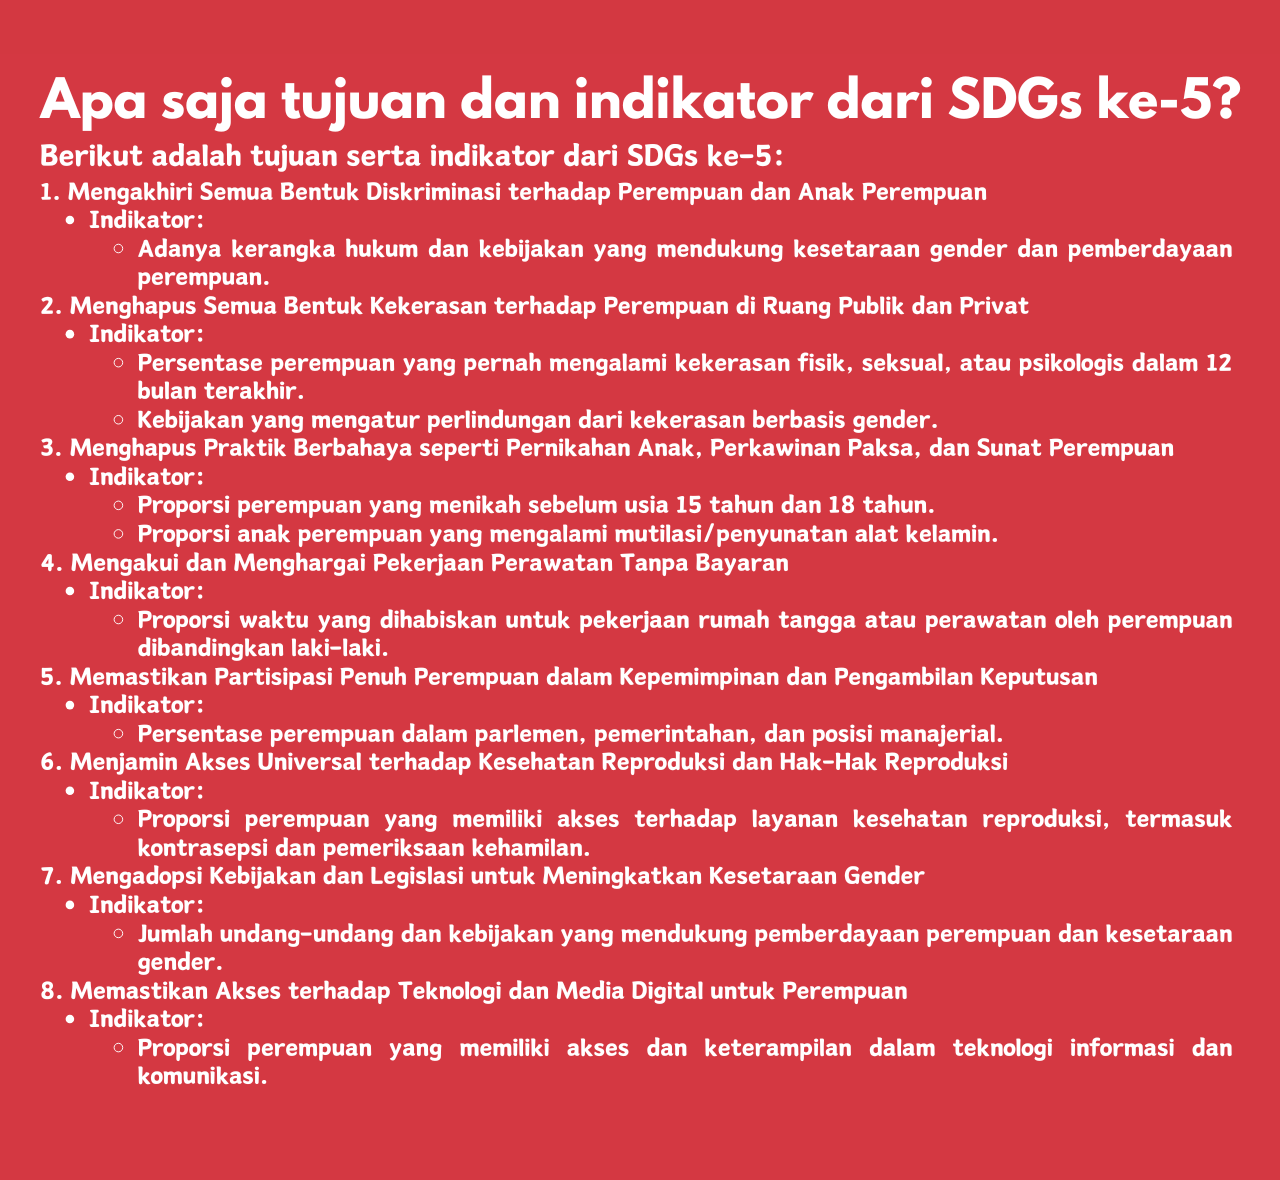 Apa saja tujuan dan indikator dari SDGs ke-5?
Berikut adalah tujuan serta indikator dari SDGs ke-5:
1. Mengakhiri Semua Bentuk Diskriminasi terhadap Perempuan dan Anak Perempuan
• Indikator:
○ Adanya kerangka hukum dan kebijakan yang mendukung kesetaraan gender dan pemberdayaan
perempuan.
2. Menghapus Semua Bentuk Kekerasan terhadap Perempuan di Ruang Publik dan Privat
• Indikator:
○ Persentase perempuan yang pernah mengalami kekerasan fisik, seksual, atau psikologis dalam 12
bulan terakhir.
○ Kebijakan yang mengatur perlindungan dari kekerasan berbasis gender.
3. Menghapus Praktik Berbahaya seperti Pernikahan Anak, Perkawinan Paksa, dan Sunat Perempuan
• Indikator:
○ Proporsi perempuan yang menikah sebelum usia 15 tahun dan 18 tahun.
○ Proporsi anak perempuan yang mengalami mutilasi/penyunatan alat kelamin.
4. Mengakui dan Menghargai Pekerjaan Perawatan Tanpa Bayaran
• Indikator:
○ Proporsi waktu yang dihabiskan untuk pekerjaan rumah tangga atau perawatan oleh perempuan
dibandingkan laki-laki.
5. Memastikan Partisipasi Penuh Perempuan dalam Kepemimpinan dan Pengambilan Keputusan
• Indikator:
○ Persentase perempuan dalam parlemen, pemerintahan, dan posisi manajerial.
6. Menjamin Akses Universal terhadap Kesehatan Reproduksi dan Hak-Hak Reproduksi
• Indikator:
○ Proporsi perempuan yang memiliki akses terhadap layanan kesehatan reproduksi, termasuk
kontrasepsi dan pemeriksaan kehamilan.
7. Mengadopsi Kebijakan dan Legislasi untuk Meningkatkan Kesetaraan Gender
• Indikator:
○ Jumlah undang-undang dan kebijakan yang mendukung pemberdayaan perempuan dan kesetaraan
gender.
8. Memastikan Akses terhadap Teknologi dan Media Digital untuk Perempuan
• Indikator:
○ Proporsi perempuan yang memiliki akses dan keterampilan dalam teknologi informasi dan
komunikasi.